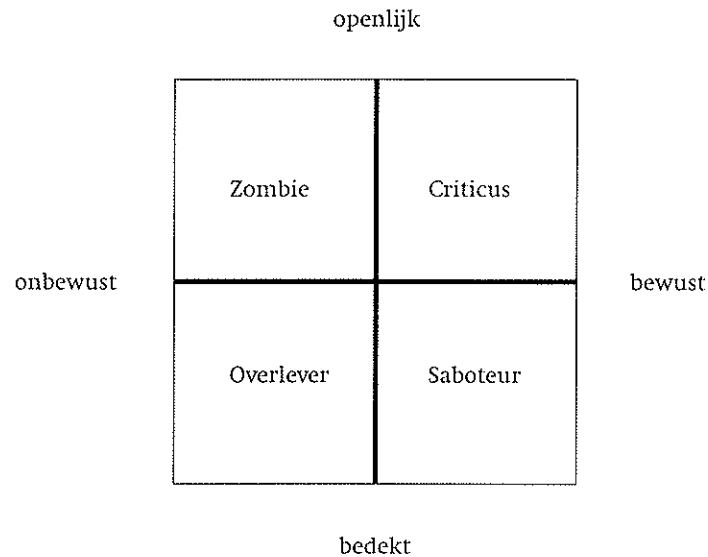 openlijk
Zombie Criticus
onbewust bewust
Overlever Saboteur
bedekt